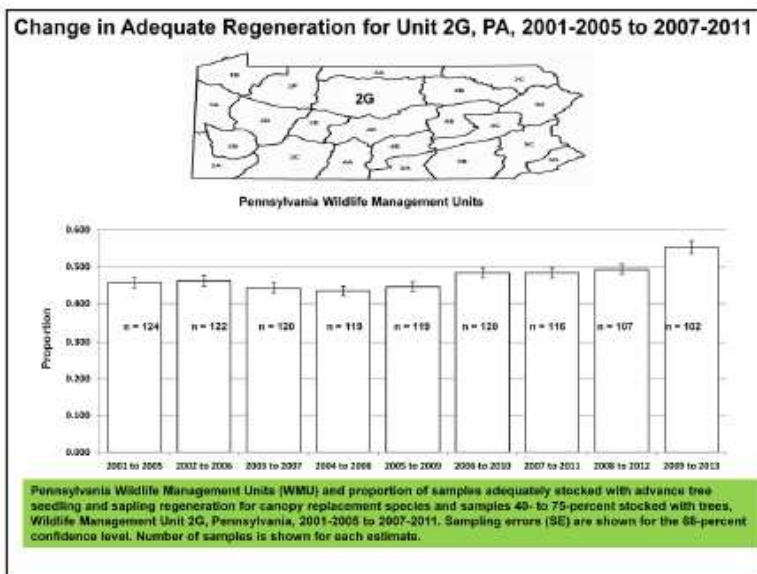 Change in Adequate Regeneration for Unit 2G, PA, 2001-2005 to 2007-2011
2G
Pennsylvania Wildlife Management Units
0.600
0.500
0.400
0.300
0.200
0.100
0.000
Proportion
n = 124
n = 122
n = 120
n = 119
n = 119
n = 120
n = 116
n = 107
n = 102
2001 to 2005
2002 to 2006
2003 to 2007
2004 to 2008
2005 to 2009
2006 to 2010
2007 to 2011
2008 to 2012
2009 to 2013
Pennsylvania Wildlife Management Units (WMU) and proportion of samples adequately stocked with advance tree
seedling and sapling regeneration for canopy replacement species and samples 40- to 75-percent stocked with trees,
Wildlife Management Unit 2G, Pennsylvania, 2001-2005 to 2007-2011. Sampling errors (SE) are shown for the 68-percent
confidence level. Number of samples is shown for each estimate.